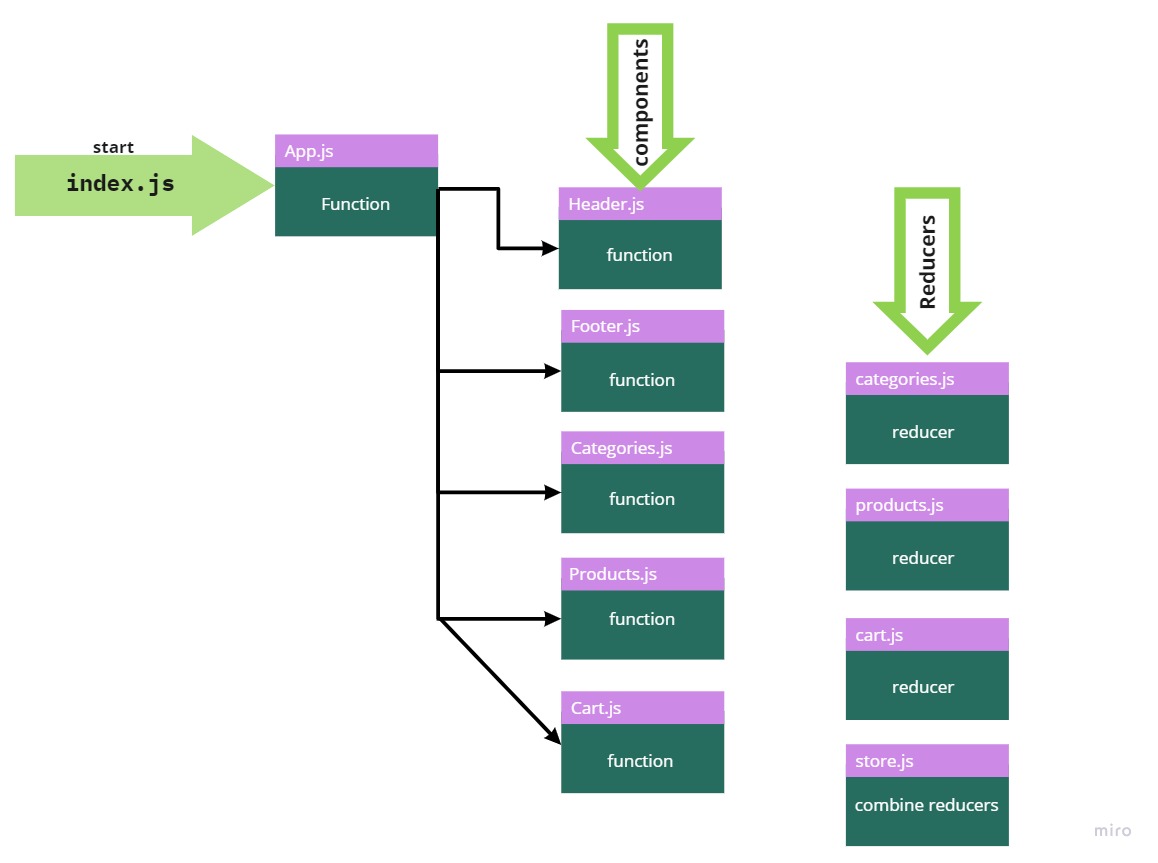 start
index.js
App.js
Function
components
Header.js
function
Footer.js
function
Categories.js
function
Products.js
function
Cart.js
function
Reducers
categories.js
reducer
products.js
reducer
cart.js
reducer
store.js
combine reducers
miro